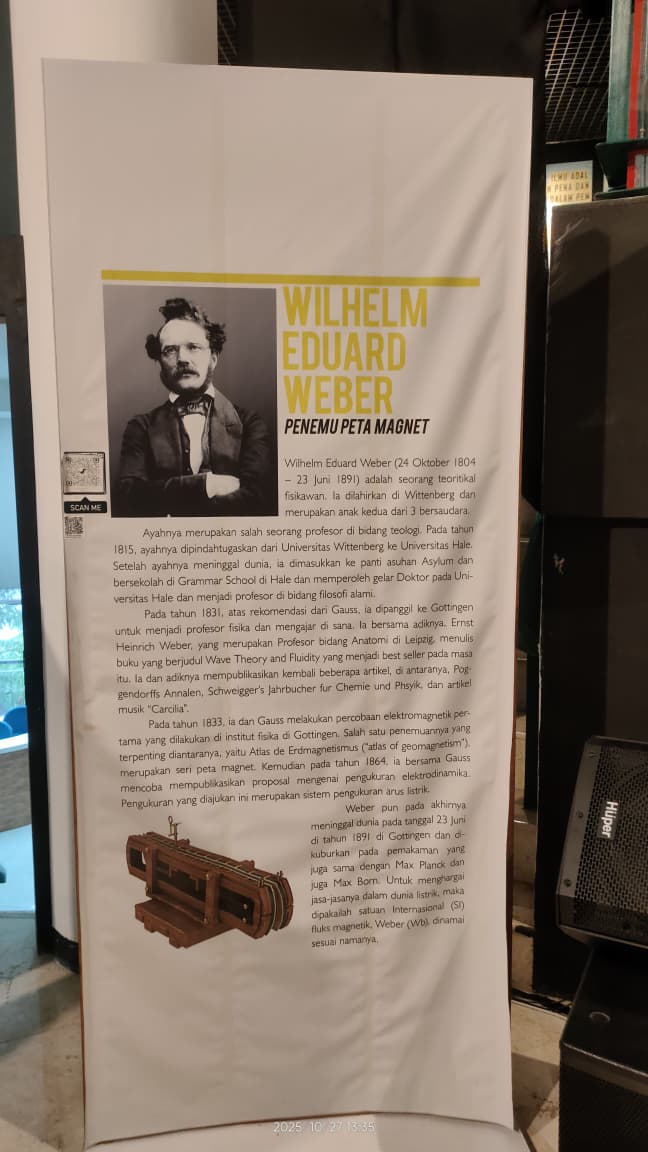 ILMU ADAL
N PENA DAN
DALAM PEN
WILHELM
EDUARD
WEBER
PENEMU PETA MAGNET
SCAN ME
Wilhelm Eduard Weber (24 Oktober 1804
– 23 Juni 1891) adalah seorang teoritikal
fisikawan. Ia dilahirkan di Wittenberg dan
merupakan anak kedua dari 3 bersaudara.
Ayahnya merupakan salah seorang profesor di bidang teologi. Pada tahun
1815, ayahnya dipindahtugaskan dari Universitas Wittenberg ke Universitas Hale.
Setelah ayahnya meninggal dunia, ia dimasukkan ke panti asuhan Asylum dan
bersekolah di Grammar School di Hale dan memperoleh gelar Doktor pada Uni-
versitas Hale dan menjadi profesor di bidang filosofi alami.
Pada tahun 1831, atas rekomendasi dari Gauss, ia dipanggil ke Gottingen
untuk menjadi profesor fisika dan mengajar di sana. Ia bersama adiknya. Ernst
Heinrich Weber, yang merupakan Profesor bidang Anatomi di Leipzig, menulis
buku yang berjudul Wave Theory and Fluidity yang menjadi best seller pada masa
itu. Ia dan adiknya mempublikasikan kembali beberapa artikel, di antaranya, Pog-
gendorffs Annalen, Schweigger's Jahrbucher fur Chemie und Phsyik, dan artikel
musik "Carcilia".
Pada tahun 1833, ia dan Gauss melakukan percobaan elektromagnetik per-
tama yang dilakukan di institut fisika di Gottingen. Salah satu penemuannya yang
terpenting diantaranya, yaitu Atlas de Erdmagnetismus ("atlas of geomagnetism"),
merupakan seri peta magnet. Kemudian pada tahun 1864, ia bersama Gauss
mencoba mempublikasikan proposal mengenai pengukuran elektrodinamika.
Pengukuran yang diajukan ini merupakan sistem pengukuran arus listrik.
Weber pun pada akhirnya
meninggal dunia pada tanggal 23 Juni
di tahun 1891 di Gottingen dan di-
kuburkan pada pemakaman yang
juga sama dengan Max Planck dan
juga Max Born. Untuk menghargai
jasa-jasanya dalam dunia listrik, maka
dipakailah satuan Internasional (SI)
fluks magnetik, Weber (Wb), dinamai
sesuai namanya.
Hüper
2025. 10. 27 13:35